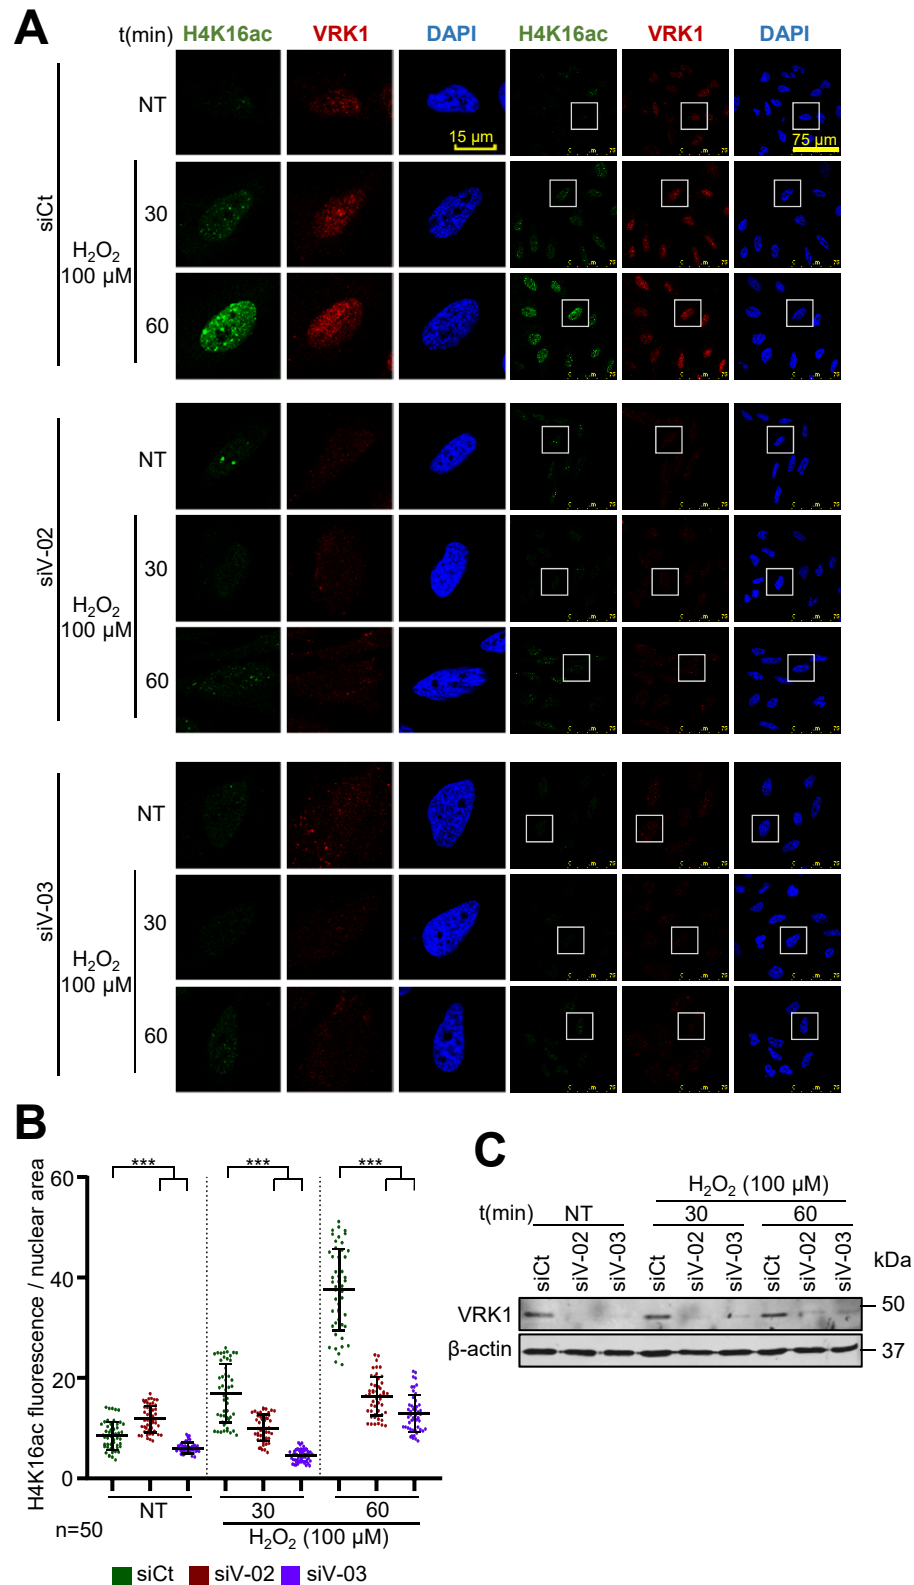 A
t(min) H4K16ac VRK1 DAPI H4K16ac VRK1 DAPI
siCt
NT
15 µm
75 µm
H2O2
100 µM
30
60
siV-02
NT
H2O2
100 µM
30
60
siV-03
NT
H2O2
100 µM
30
60
B
H4K16ac fluorescence / nuclear area
60
40
20
0
*** *** ***
NT 30 60
H2O2 (100 µM)
n=50
siCt siV-02 siV-03
C
H2O2 (100 µM)
t(min) NT 30 60
siCt siV-02 siV-03 siCt siV-02 siV-03 siCt siV-02 siV-03
kDa
VRK1 50
β-actin 37